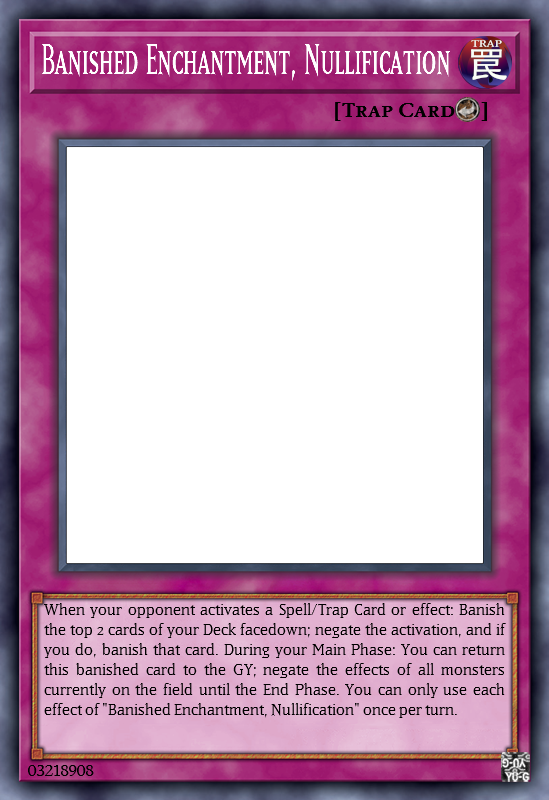 Banished Enchantment, Nullification
TRAP
罠
[Trap Card]
When your opponent activates a Spell/Trap Card or effect: Banish
the top 2 cards of your Deck facedown; negate the activation, and if
you do, banish that card. During your Main Phase: You can return
this banished card to the GY; negate the effects of all monsters
currently on the field until the End Phase. You can only use each
effect of "Banished Enchantment, Nullification" once per turn.
03218908
YU-G